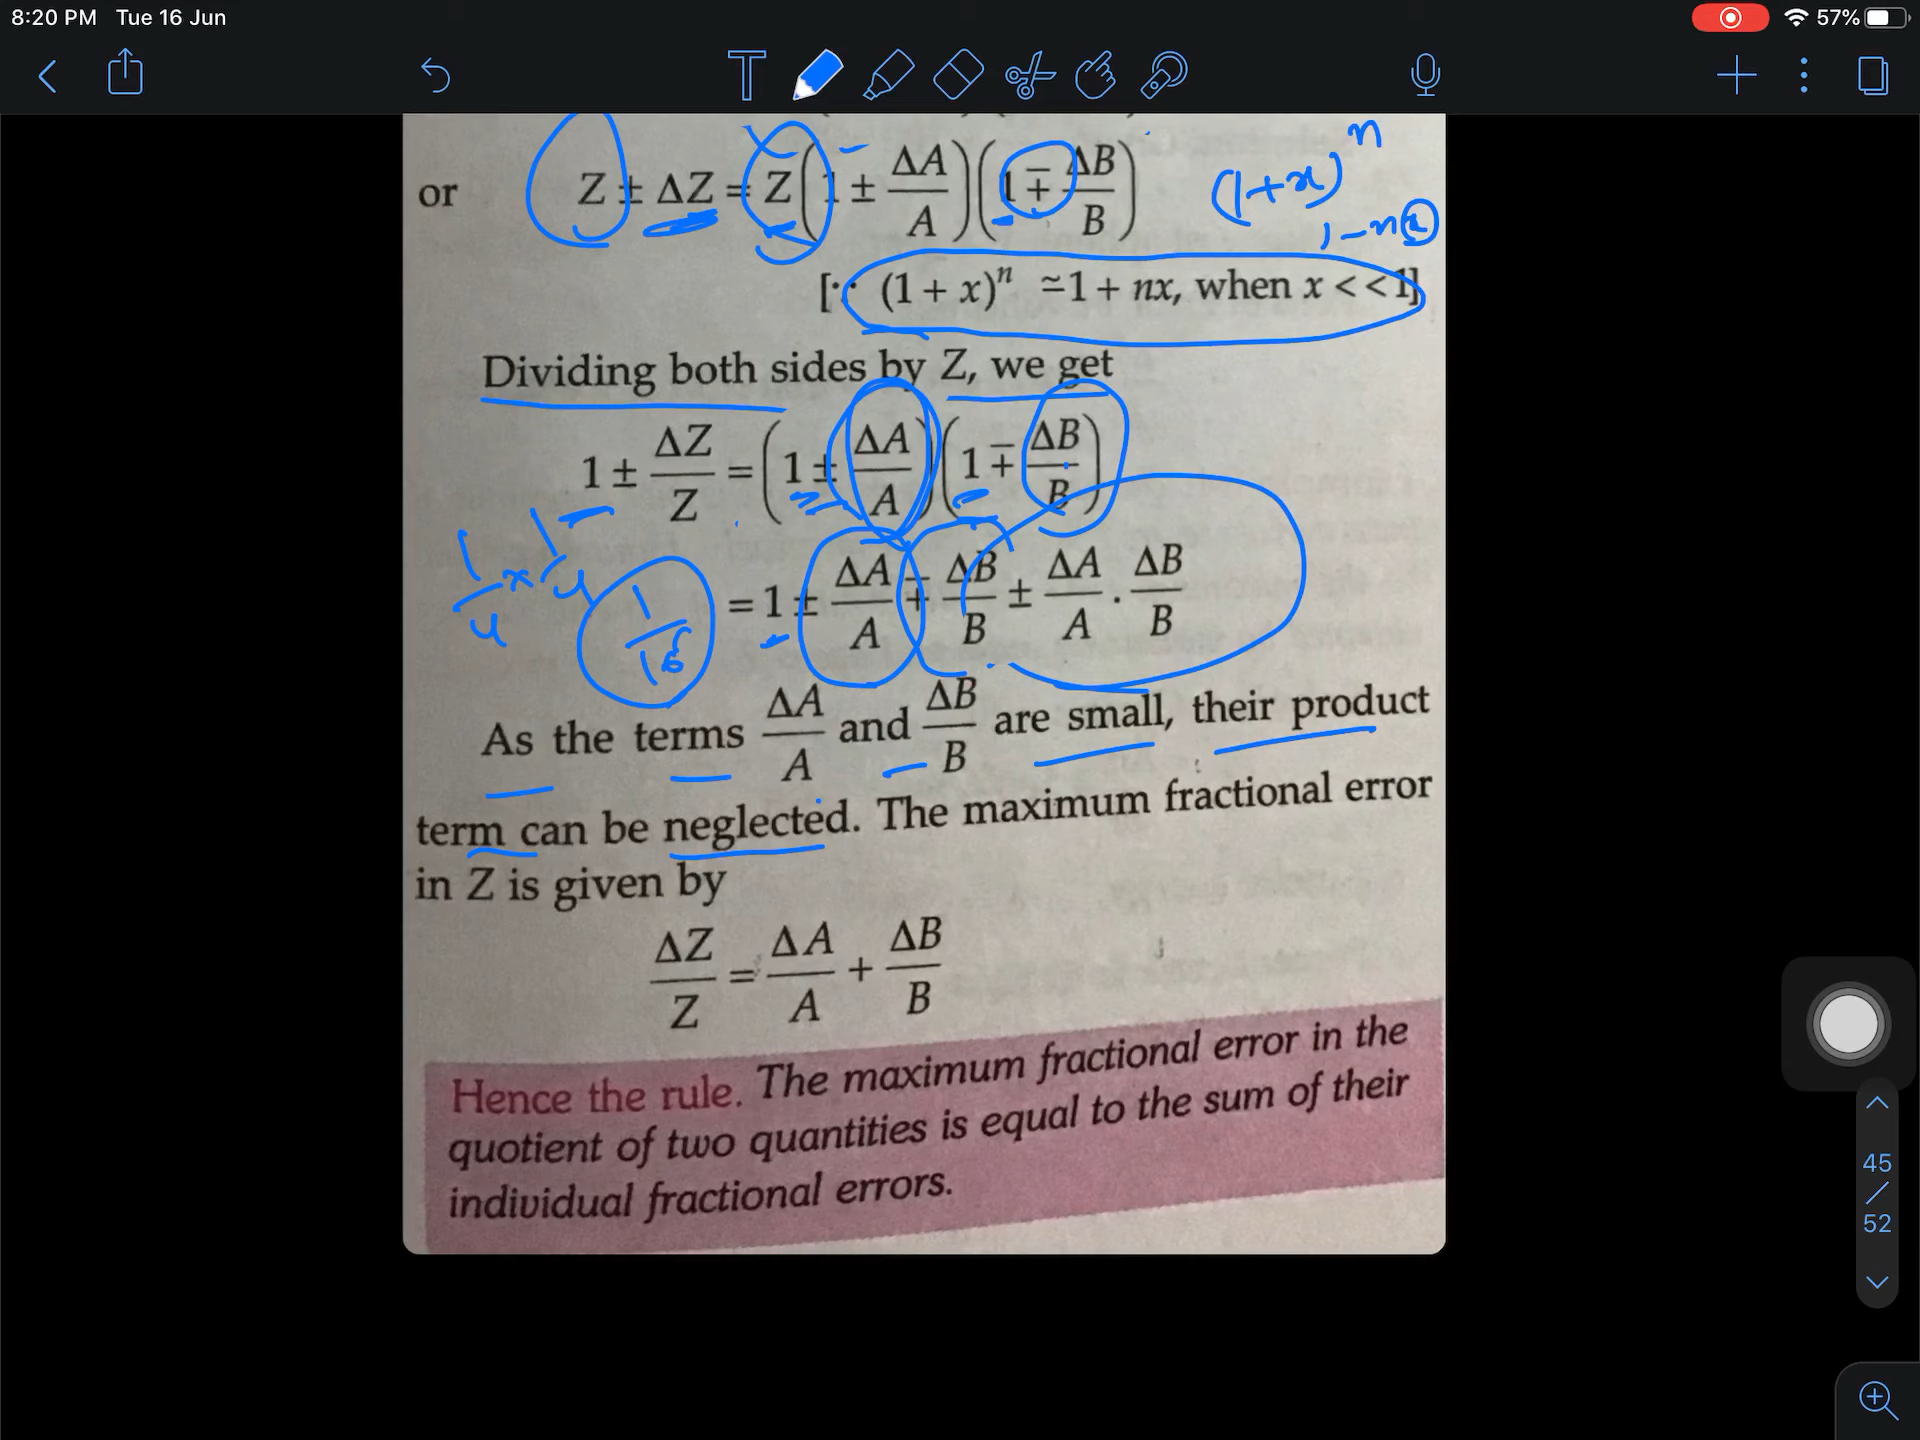 8:20 PM Tue 16 Jun
57%
T
or Z ± ΔZ = Z(1 ± ΔA/A)(1 ∓ ΔB/B)
(1+x)^n
1-nx
[∵ (1 + x)^n ≃1 + nx, when x <<1]
Dividing both sides by Z, we get
1 ± ΔZ/Z = (1 ± ΔA/A)(1 ∓ ΔB/B)
1/4 x 1/4
1/16
= 1 ± ΔA/A ∓ ΔB/B ± ΔA/A . ΔB/B
As the terms ΔA/A and ΔB/B are small, their product
term can be neglected. The maximum fractional error
in Z is given by
ΔZ/Z = ΔA/A + ΔB/B
Hence the rule. The maximum fractional error in the
quotient of two quantities is equal to the sum of their
individual fractional errors.
45
/
52